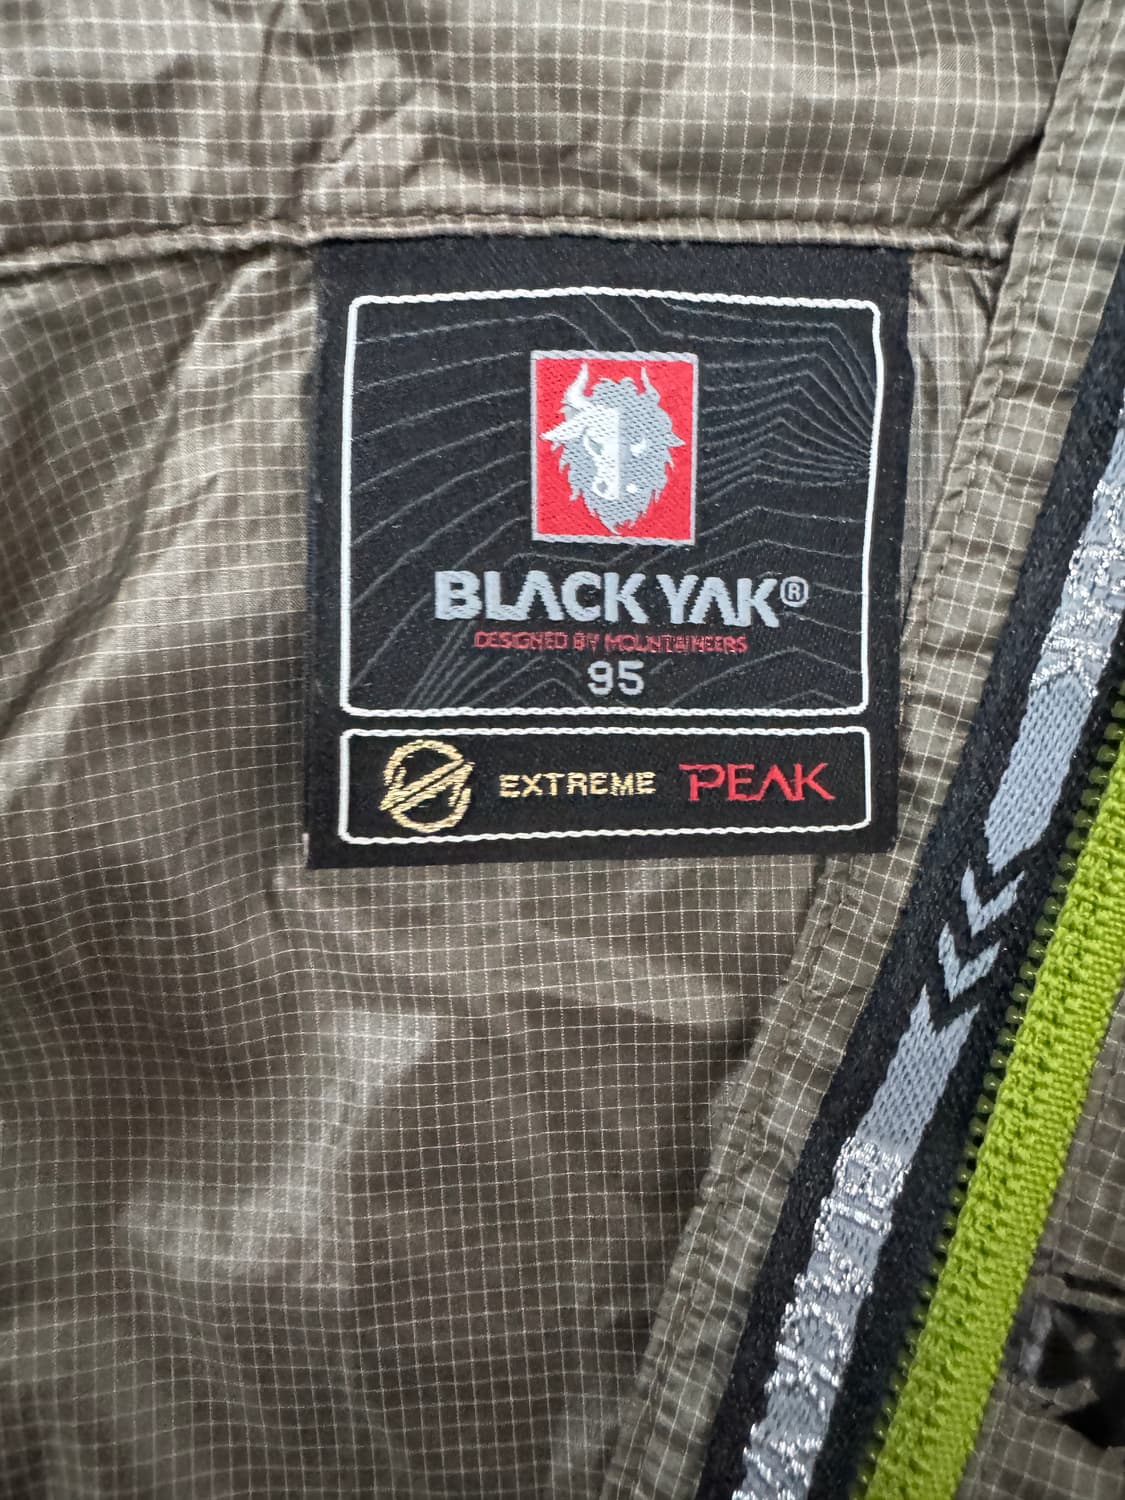 BLACK YAK®
DESIGNED BY MOUNTAINEERS
95
EXTREME PEAK